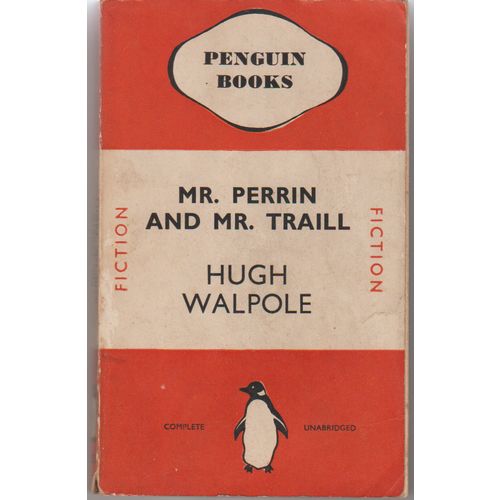 PENGUIN
BOOKS
MR. PERRIN
AND MR. TRAILL
FICTION
FICTION
HUGH
WALPOLE
COMPLETE
UNABRIDGED